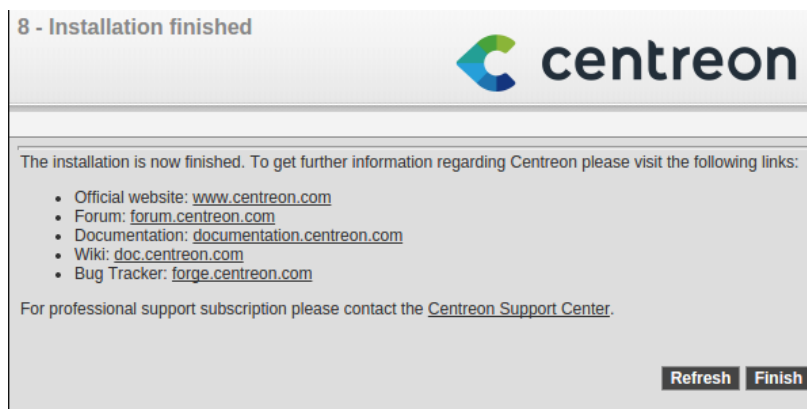 8 - Installation finished
centreon
The installation is now finished. To get further information regarding Centreon please visit the following links:
Official website: www.centreon.com
Forum: forum.centreon.com
Documentation: documentation.centreon.com
Wiki: doc.centreon.com
Bug Tracker: forge.centreon.com
For professional support subscription please contact the Centreon Support Center.
Refresh Finish